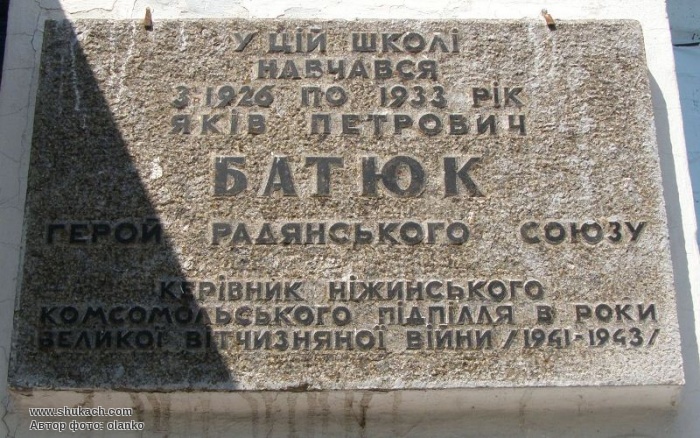 У ЦІЙ ШКОЛІ
НАВЧАВСЯ
З 1926 ПО 1933 РІК
ЯКІВ ПЕТРОВИЧ
БАТЮК
ГЕРОЙ РАДЯНСЬКОГО СОЮЗУ
КЕРІВНИК НІЖИНСЬКОГО
КОМСОМОЛЬСЬКОГО ПІДПІЛЛЯ В РОКИ
ВЕЛИКОЇ ВІТЧИЗНЯНОЇ ВІЙНИ /1941-1943/
www.shukach.com
Автор фото: olanko